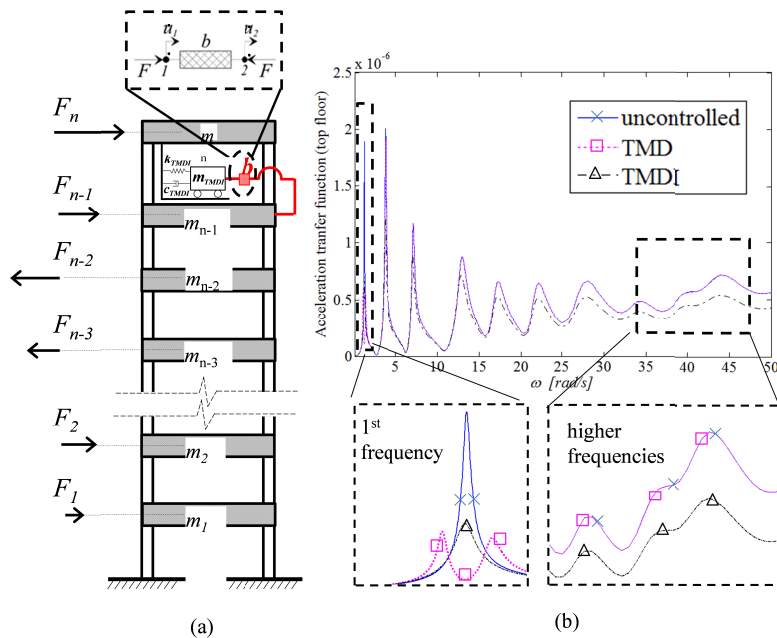 u̇1 b u̇2
F 1 2 F
Fn
m
n
kTMDI
mTMDI
cTMDI
b
Fn-1
mn-1
Fn-2
mn-2
Fn-3
mn-3
F2
m2
F1
m1
(a)
x 10-6
2.5
2
1.5
1
0.5
0
Acceleration tranfer function (top floor)
uncontrolled
TMD
TMDI
0 5 10 15 20 25 30 35 40 45 50
ω [rad/s]
1st
frequency
higher
frequencies
(b)